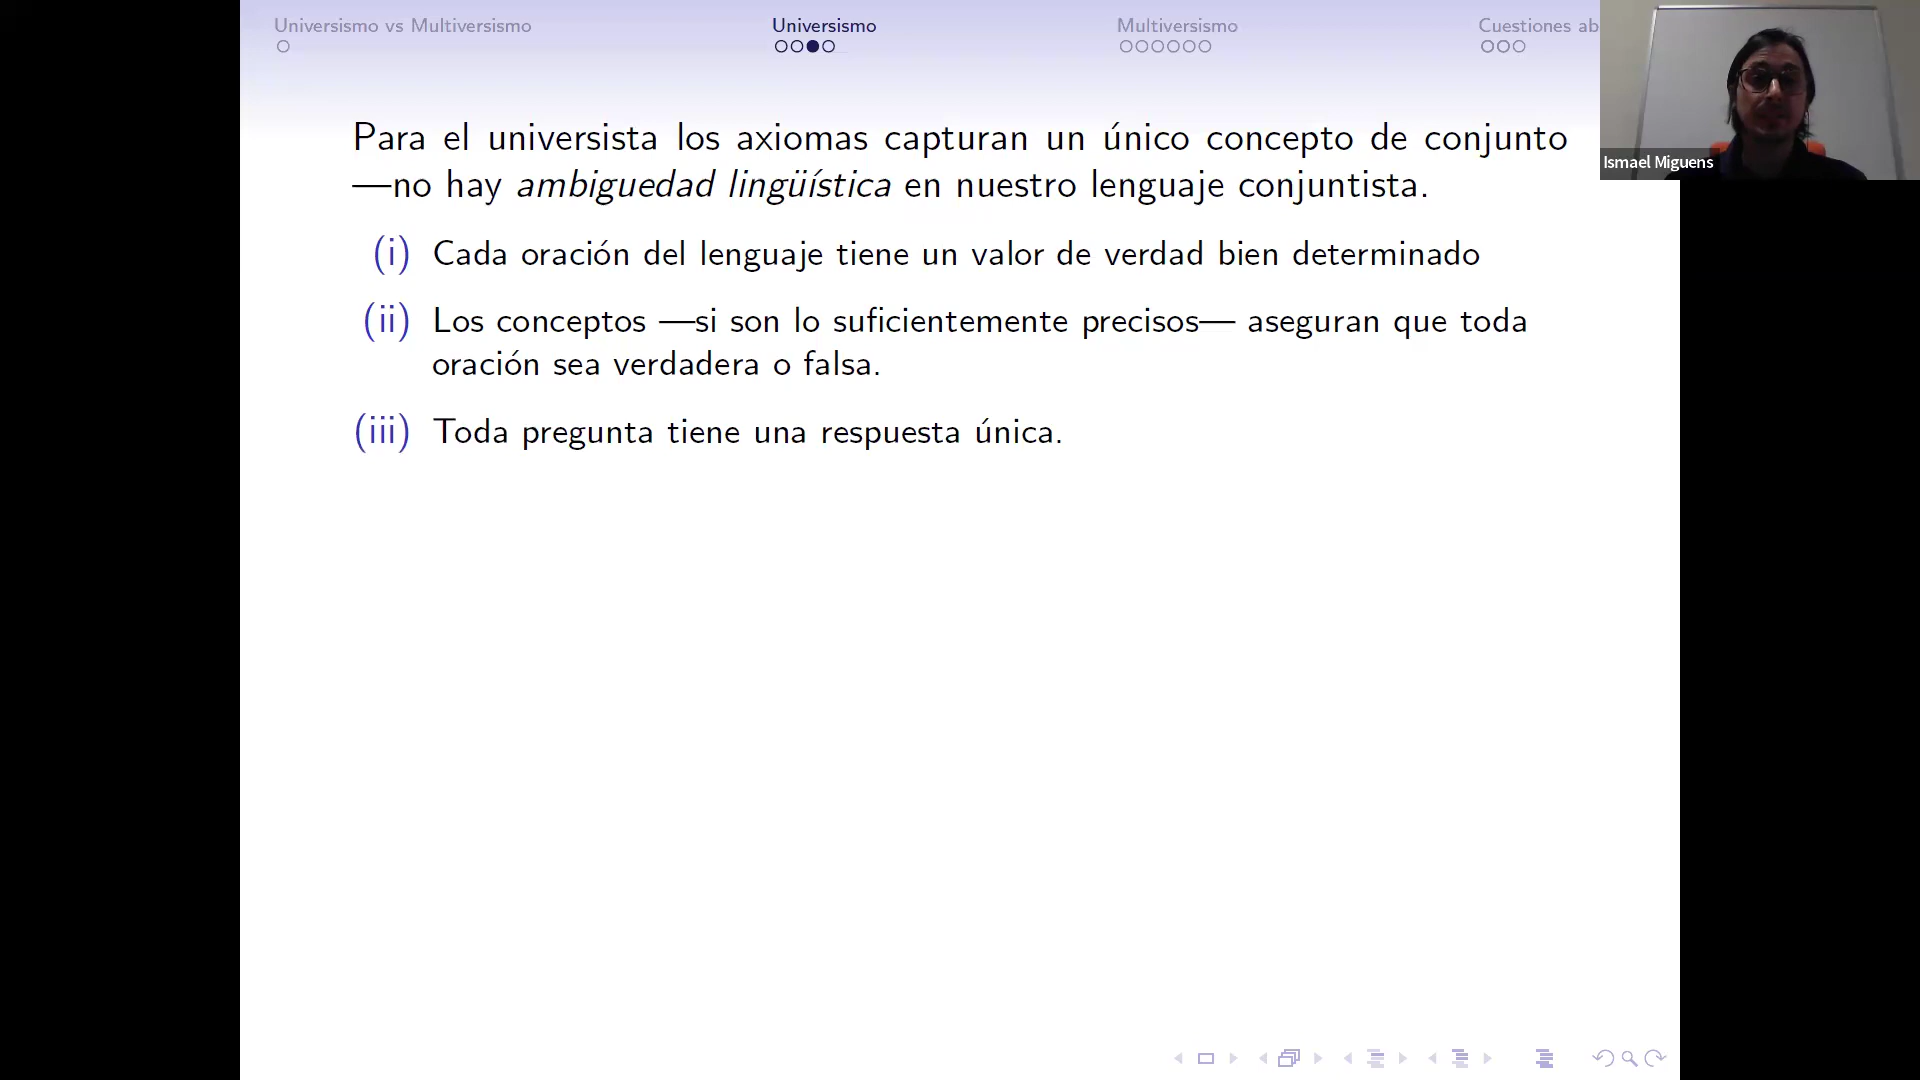 Universismo vs Multiversismo
Universismo
Multiversismo
Cuestiones ab
Ismael Miguens
Para el universista los axiomas capturan un único concepto de conjunto
—no hay ambiguedad lingüística en nuestro lenguaje conjuntista.
(i) Cada oración del lenguaje tiene un valor de verdad bien determinado
(ii) Los conceptos —si son lo suficientemente precisos— aseguran que toda
oración sea verdadera o falsa.
(iii) Toda pregunta tiene una respuesta única.